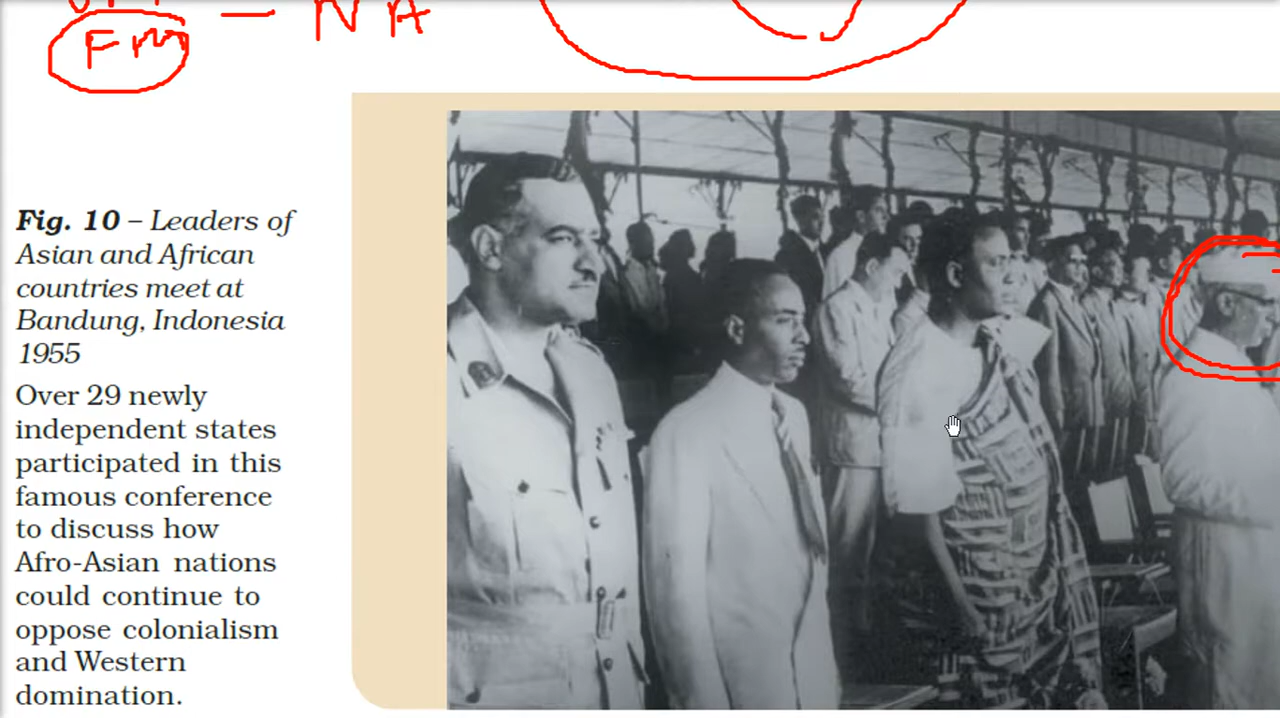 Fm – NA
Fig. 10 – Leaders of
Asian and African
countries meet at
Bandung, Indonesia
1955
Over 29 newly
independent states
participated in this
famous conference
to discuss how
Afro-Asian nations
could continue to
oppose colonialism
and Western
domination.